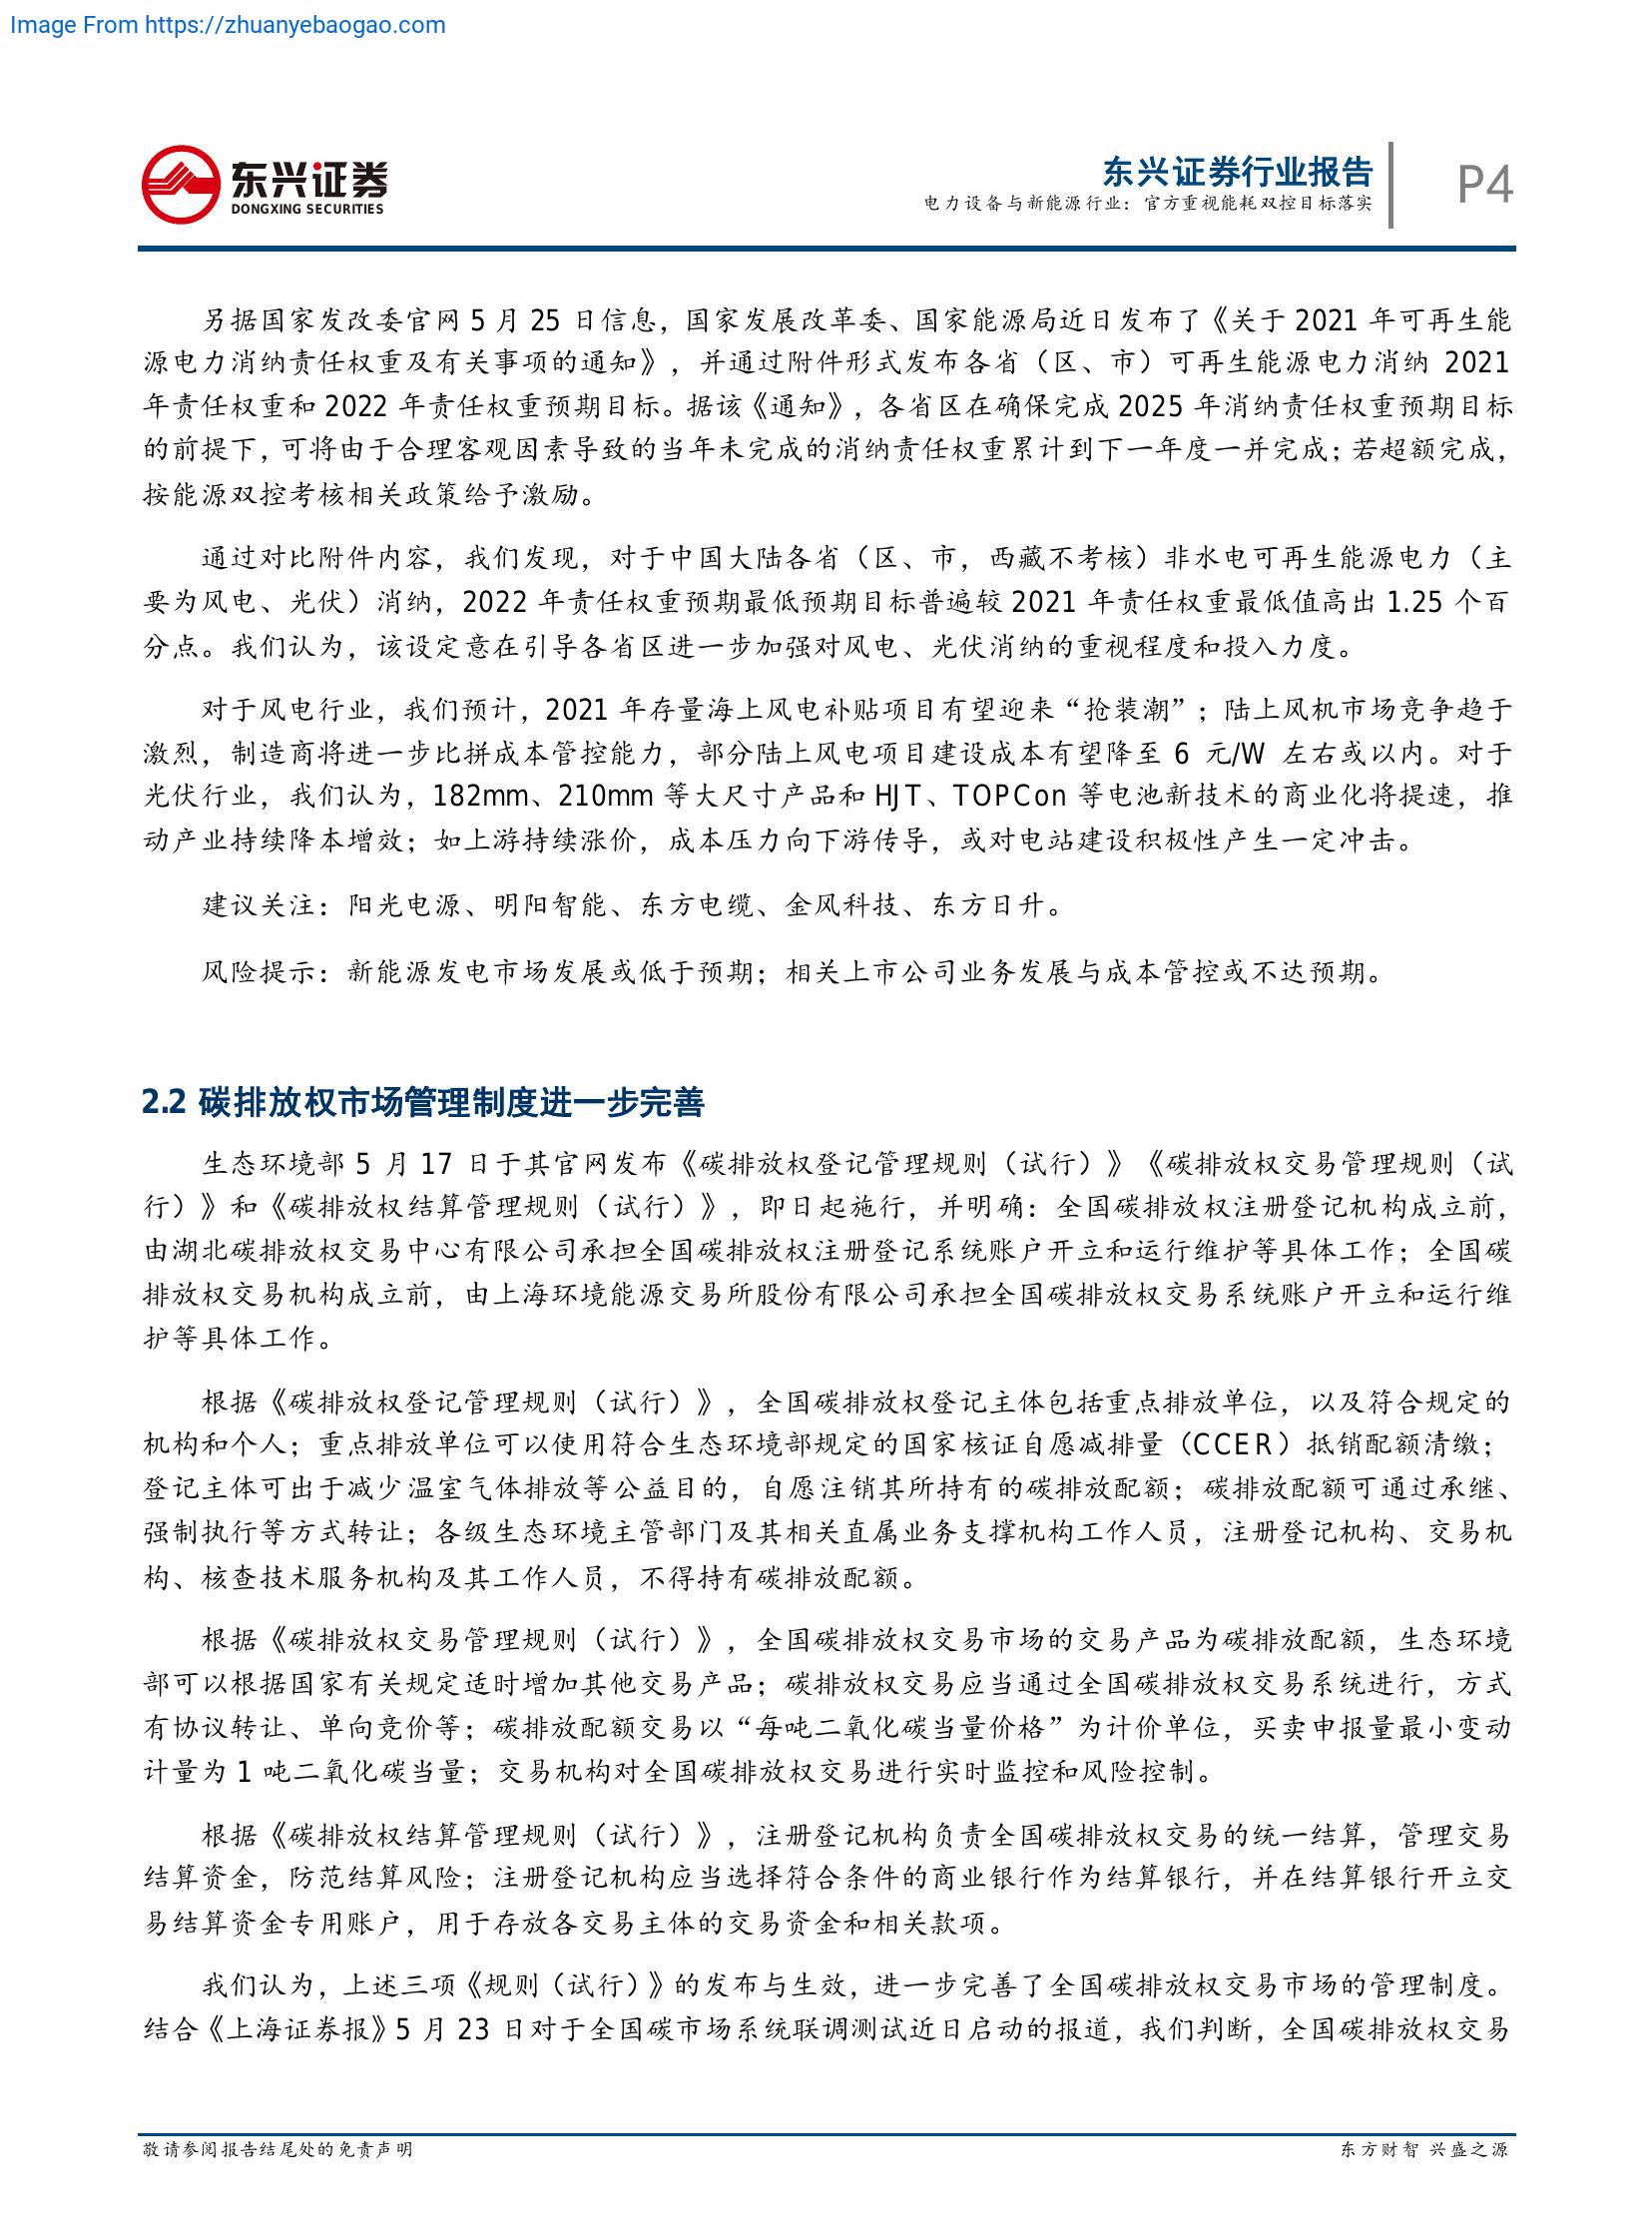 Image From https://zhuanyebaogao.com
东兴证券
DONGXING SECURITIES
东兴证券行业报告
电力设备与新能源行业：官方重视能耗双控目标落实
P4
另据国家发改委官网 5 月 25 日信息，国家发展改革委、国家能源局近日发布了《关于 2021 年可再生能
源电力消纳责任权重及有关事项的通知》，并通过附件形式发布各省（区、市）可再生能源电力消纳 2021
年责任权重和 2022 年责任权重预期目标。据该《通知》，各省区在确保完成 2025 年消纳责任权重预期目标
的前提下，可将由于合理客观因素导致的当年未完成的消纳责任权重累计到下一年度一并完成；若超额完成，
按能源双控考核相关政策给予激励。
通过对比附件内容，我们发现，对于中国大陆各省（区、市，西藏不考核）非水电可再生能源电力（主
要为风电、光伏）消纳，2022 年责任权重预期最低预期目标普遍较 2021 年责任权重最低值高出 1.25 个百
分点。我们认为，该设定意在引导各省区进一步加强对风电、光伏消纳的重视程度和投入力度。
对于风电行业，我们预计，2021 年存量海上风电补贴项目有望迎来“抢装潮”；陆上风机市场竞争趋于
激烈，制造商将进一步比拼成本管控能力，部分陆上风电项目建设成本有望降至 6 元/W 左右或以内。对于
光伏行业，我们认为，182mm、210mm 等大尺寸产品和 HJT、TOPCon 等电池新技术的商业化将提速，推
动产业持续降本增效；如上游持续涨价，成本压力向下游传导，或对电站建设积极性产生一定冲击。
建议关注：阳光电源、明阳智能、东方电缆、金风科技、东方日升。
风险提示：新能源发电市场发展或低于预期；相关上市公司业务发展与成本管控或不达预期。
2.2 碳排放权市场管理制度进一步完善
生态环境部 5 月 17 日于其官网发布《碳排放权登记管理规则（试行）》《碳排放权交易管理规则（试
行）》和《碳排放权结算管理规则（试行）》，即日起施行，并明确：全国碳排放权注册登记机构成立前，
由湖北碳排放权交易中心有限公司承担全国碳排放权注册登记系统账户开立和运行维护等具体工作；全国碳
排放权交易机构成立前，由上海环境能源交易所股份有限公司承担全国碳排放权交易系统账户开立和运行维
护等具体工作。
根据《碳排放权登记管理规则（试行）》，全国碳排放权登记主体包括重点排放单位，以及符合规定的
机构和个人；重点排放单位可以使用符合生态环境部规定的国家核证自愿减排量（CCER）抵销配额清缴；
登记主体可出于减少温室气体排放等公益目的，自愿注销其所持有的碳排放配额；碳排放配额可通过承继、
强制执行等方式转让；各级生态环境主管部门及其相关直属业务支撑机构工作人员，注册登记机构、交易机
构、核查技术服务机构及其工作人员，不得持有碳排放配额。
根据《碳排放权交易管理规则（试行）》，全国碳排放权交易市场的交易产品为碳排放配额，生态环境
部可以根据国家有关规定适时增加其他交易产品；碳排放权交易应当通过全国碳排放权交易系统进行，方式
有协议转让、单向竞价等；碳排放配额交易以“每吨二氧化碳当量价格”为计价单位，买卖申报量最小变动
计量为 1 吨二氧化碳当量；交易机构对全国碳排放权交易进行实时监控和风险控制。
根据《碳排放权结算管理规则（试行）》，注册登记机构负责全国碳排放权交易的统一结算，管理交易
结算资金，防范结算风险；注册登记机构应当选择符合条件的商业银行作为结算银行，并在结算银行开立交
易结算资金专用账户，用于存放各交易主体的交易资金和相关款项。
我们认为，上述三项《规则（试行）》的发布与生效，进一步完善了全国碳排放权交易市场的管理制度。
结合《上海证券报》5 月 23 日对于全国碳市场系统联调测试近日启动的报道，我们判断，全国碳排放权交易
敬请参阅报告结尾处的免责声明
东方财智 兴盛之源